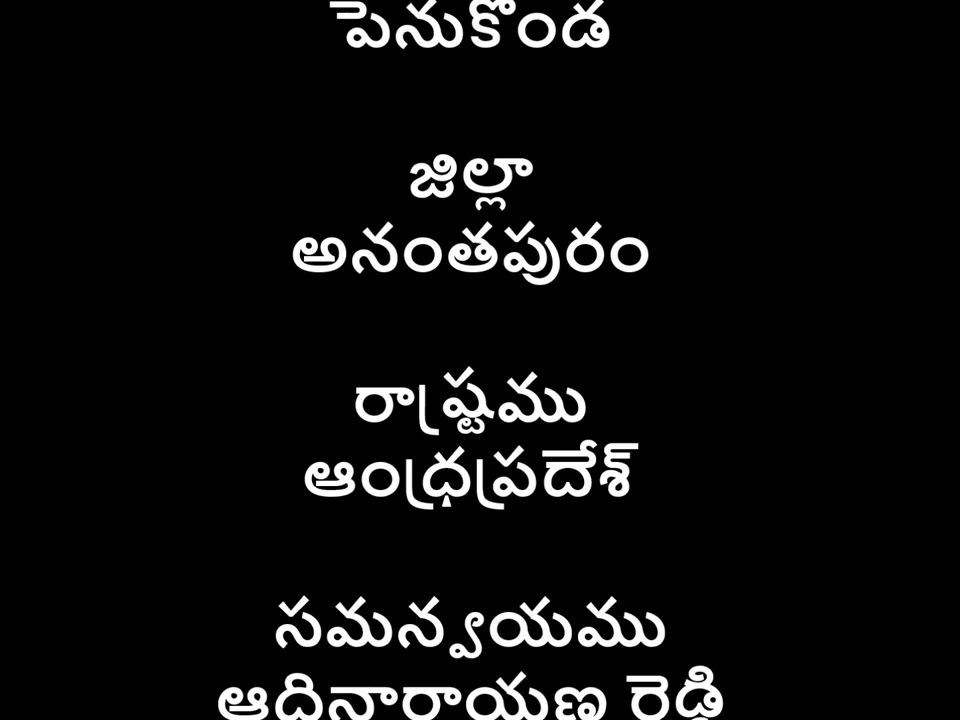 పెనుకొండ
జిల్లా
అనంతపురం
రాష్ట్రము
ఆంధ్రప్రదేశ్
సమన్వయము
ఆదినారాయణ రెడ్డి